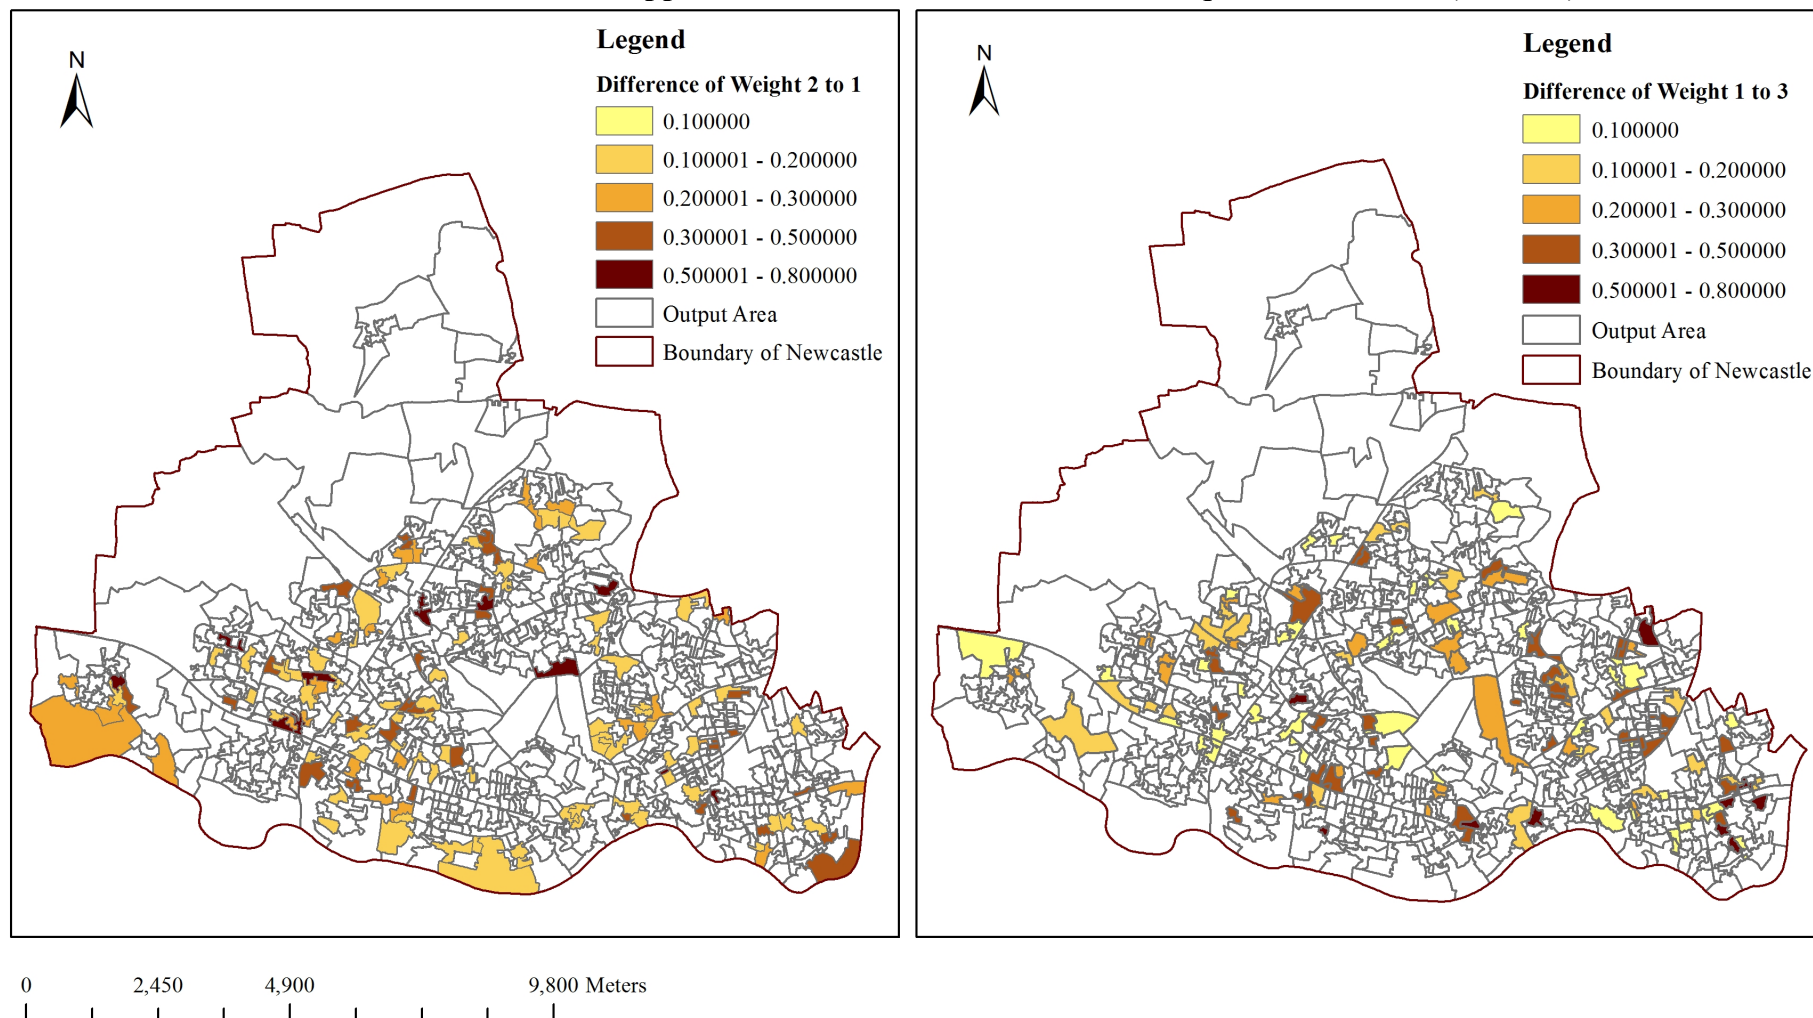 N
Legend
Difference of Weight 2 to 1
0.100000
0.100001 - 0.200000
0.200001 - 0.300000
0.300001 - 0.500000
0.500001 - 0.800000
Output Area
Boundary of Newcastle
N
Legend
Difference of Weight 1 to 3
0.100000
0.100001 - 0.200000
0.200001 - 0.300000
0.300001 - 0.500000
0.500001 - 0.800000
Output Area
Boundary of Newcastle
0 2,450 4,900 9,800 Meters